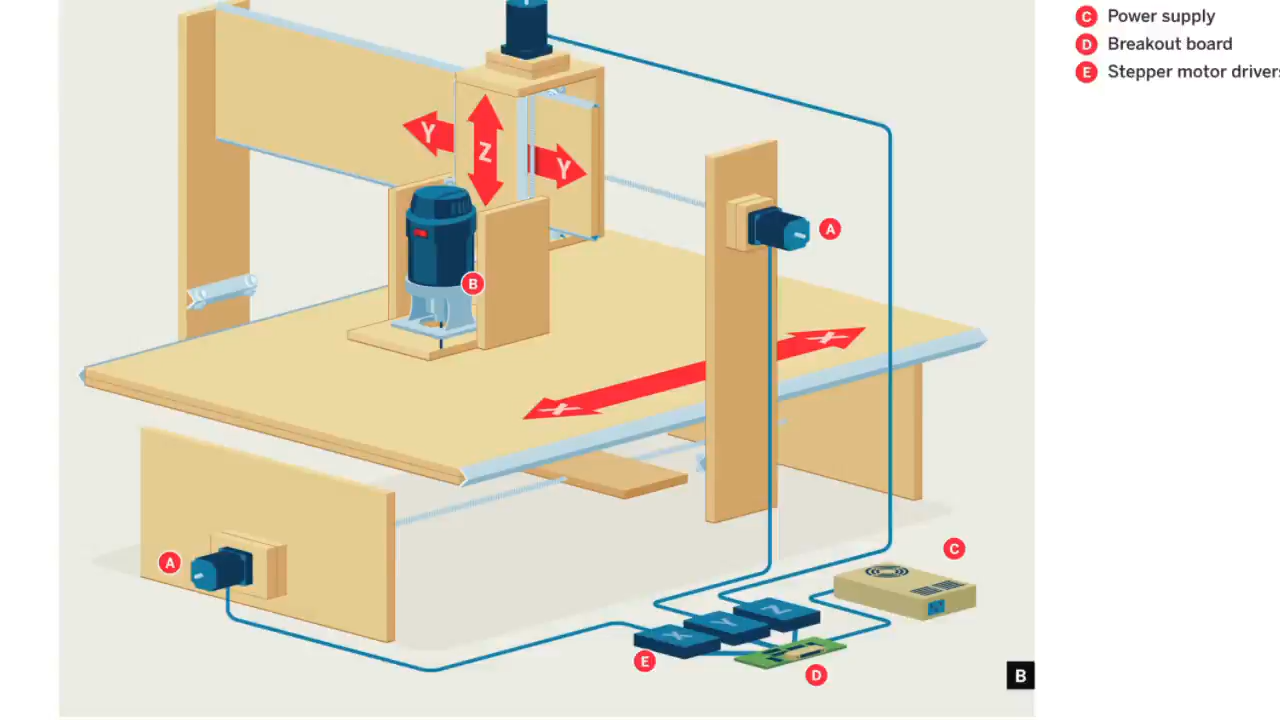 C Power supply
D Breakout board
E Stepper motor drivers
Y
Z
Y
A
B
X
X
A
C
X
Y
Z
E
D
B